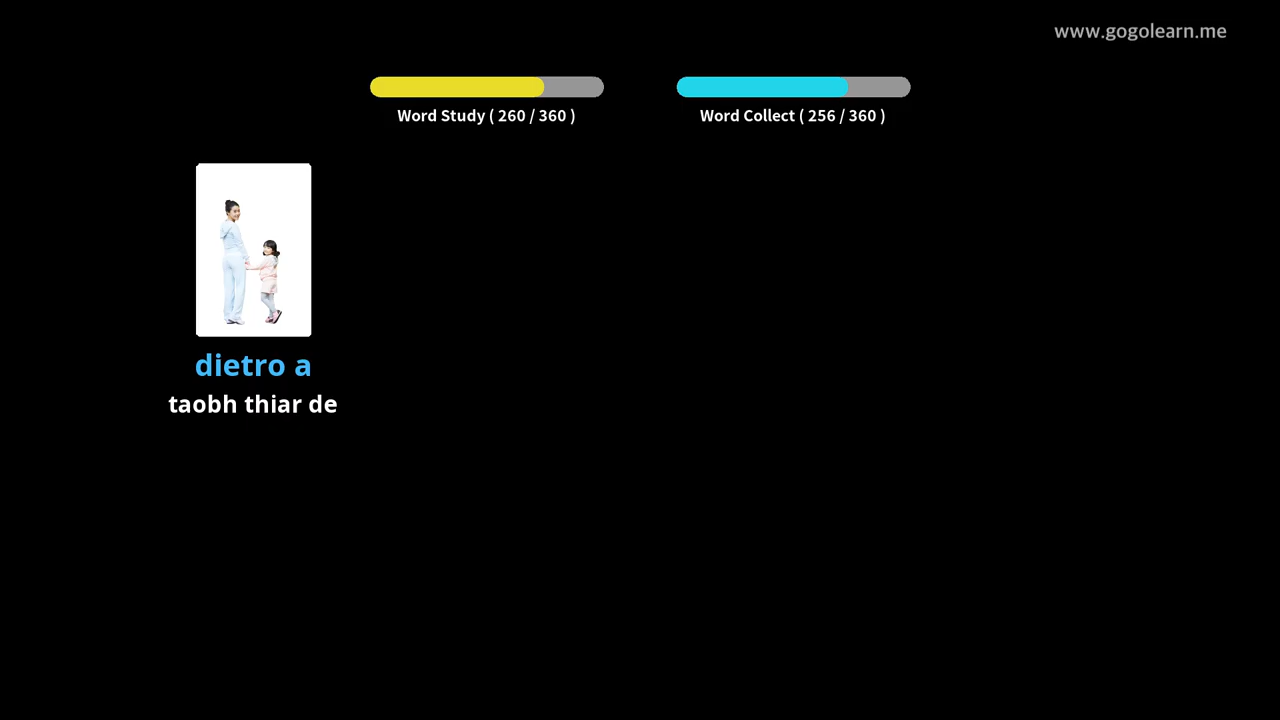 www.gogolearn.me
Word Study ( 260 / 360 )
Word Collect ( 256 / 360 )
dietro a
taobh thiar de